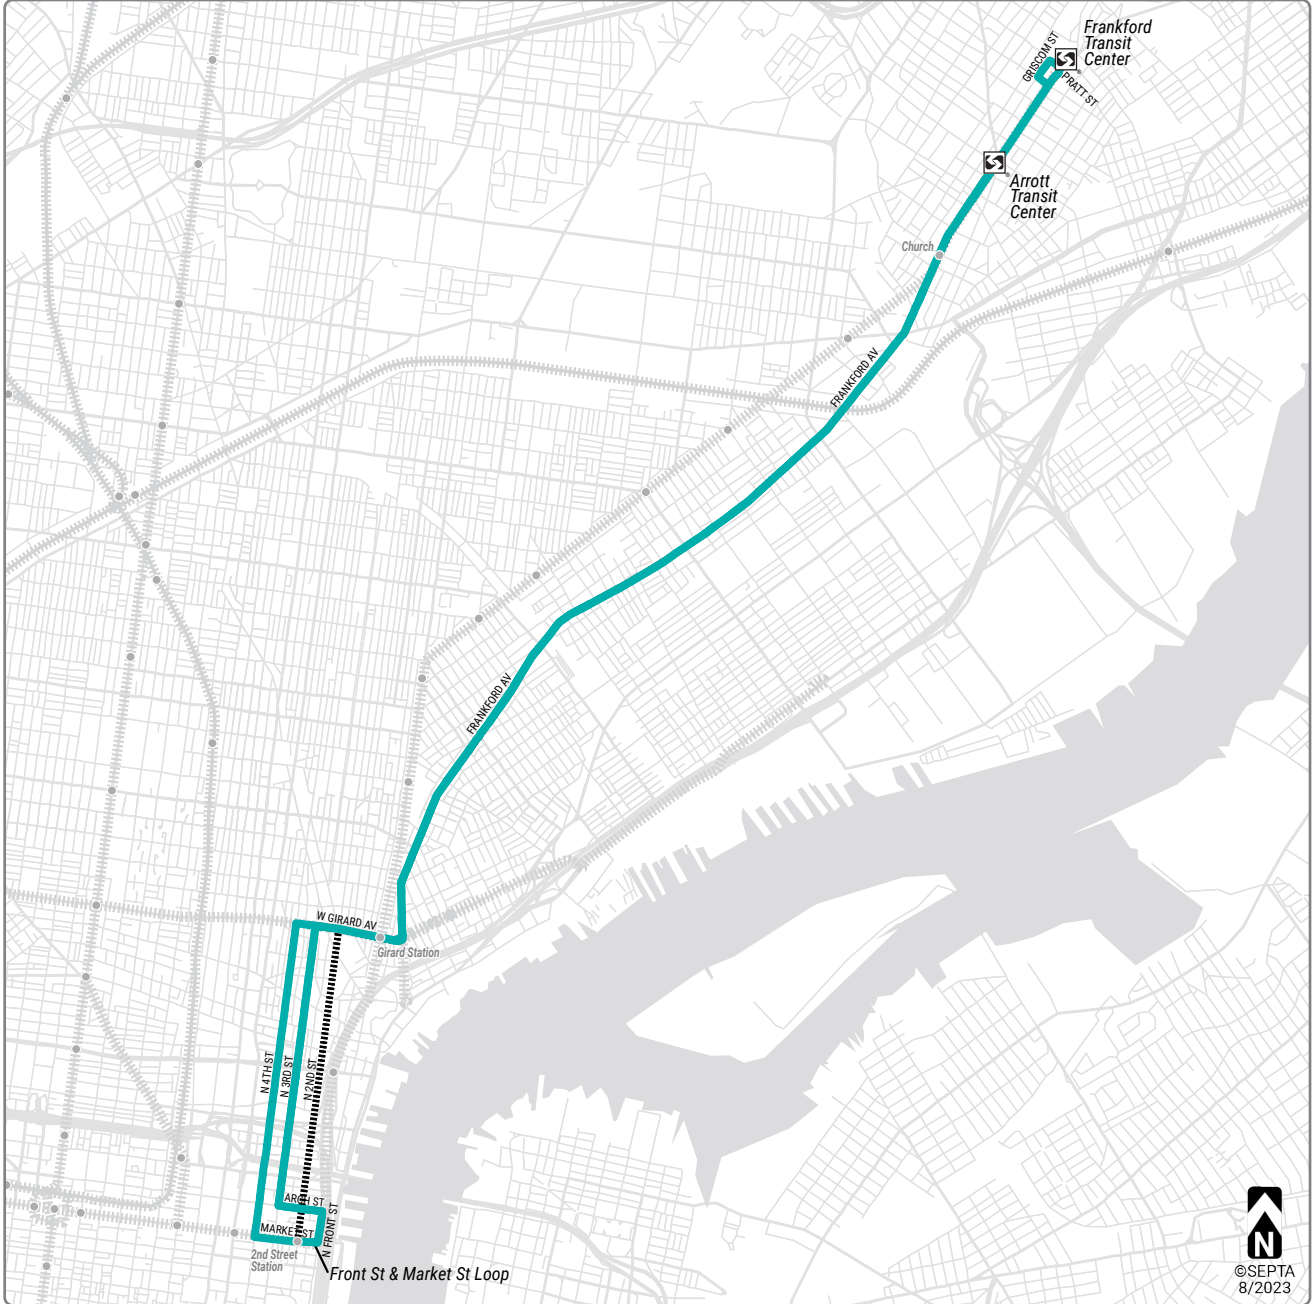 Frankford
Transit
Center
GRISCOM ST
PRATT ST
Arrott
Transit
Center
Church
FRANKFORD AV
FRANKFORD AV
W GIRARD AV
Girard Station
N 4TH ST
N 3RD ST
N 2ND ST
ARCH ST
MARKET ST
N FRONT ST
2nd Street
Station
Front St & Market St Loop
N
©SEPTA
8/2023